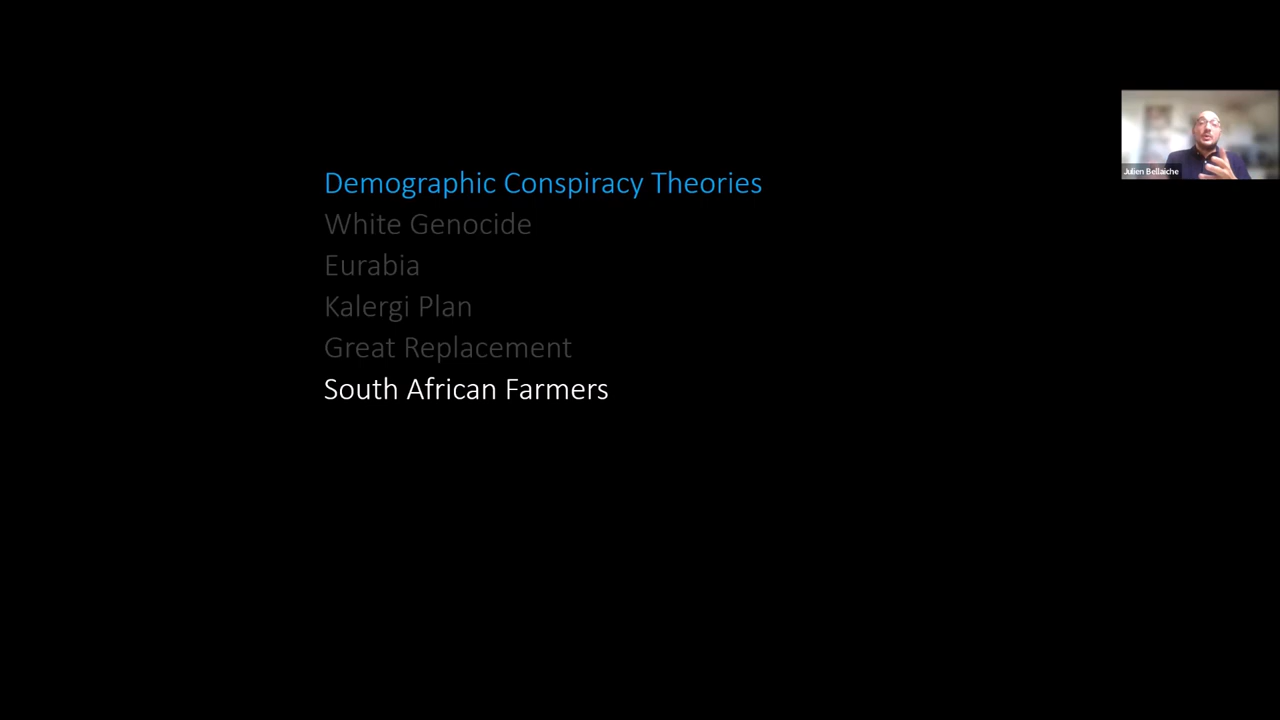 Demographic Conspiracy Theories
White Genocide
Eurabia
Kalergi Plan
Great Replacement
South African Farmers
Julien Bellaiche